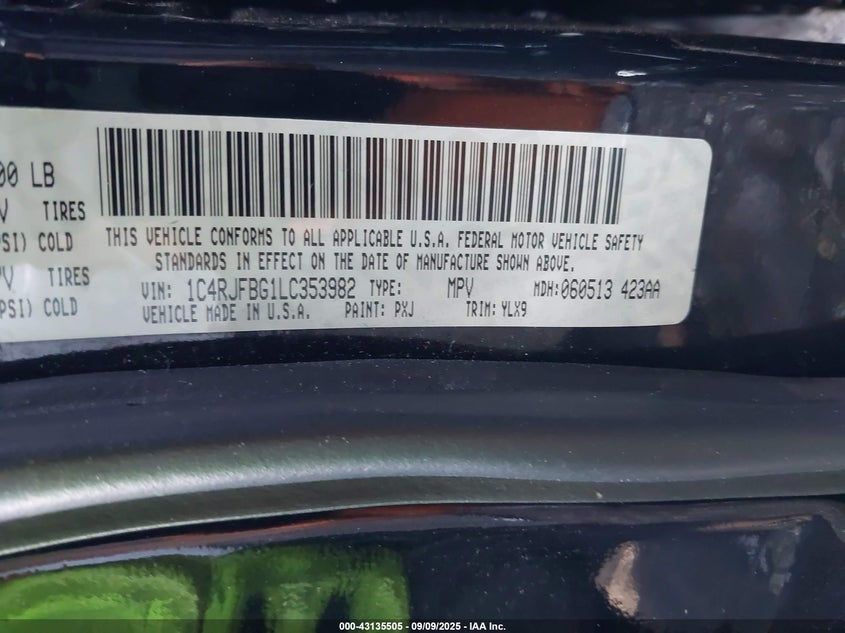 00 LB
V TIRES
PSI) COLD
PV TIRES
PSI) COLD
THIS VEHICLE CONFORMS TO ALL APPLICABLE U.S.A. FEDERAL MOTOR VEHICLE SAFETY
STANDARDS IN EFFECT ON THE DATE OF MANUFACTURE SHOWN ABOVE.
VIN: 1C4RJFBG1LC353982 TYPE: MPV MDH:060513 423AA
VEHICLE MADE IN U.S.A. PAINT: PXJ TRIM: YLX9
000-43135505 - 09/09/2025 - IAA Inc.